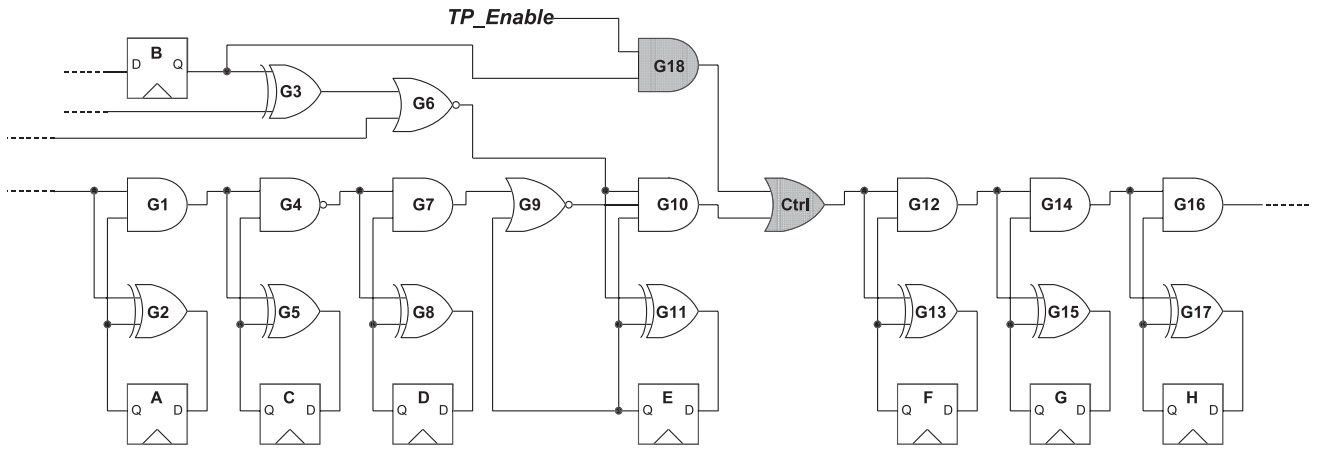 TP_Enable
B
D Q
G18
G3
G6
G1
G4
G7
G9
G10
Ctrl
G12
G14
G16
G2
G5
G8
G11
G13
G15
G17
A
Q D
C
Q D
D
Q D
E
Q D
F
Q D
G
Q D
H
Q D